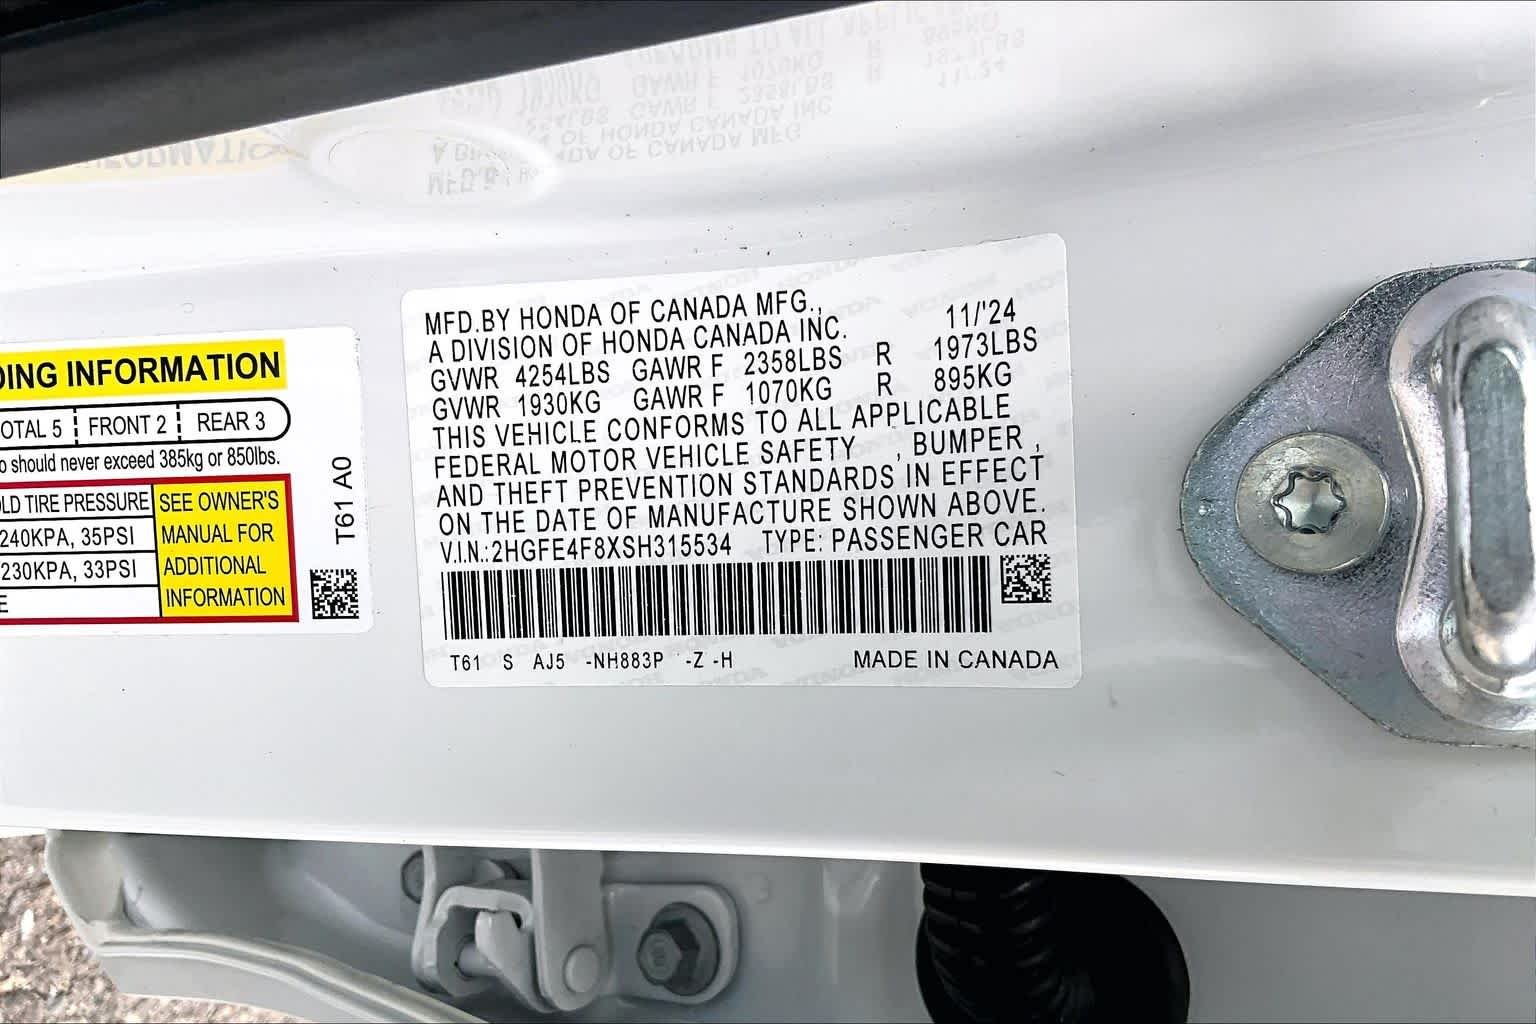 DING INFORMATION
OTAL 5 FRONT 2 REAR 3
o should never exceed 385kg or 850lbs.
OLD TIRE PRESSURE
240KPA, 35PSI
230KPA, 33PSI
E
SEE OWNER'S
MANUAL FOR
ADDITIONAL
INFORMATION
T61 A0
MFD.BY HONDA OF CANADA MFG., 11/'24
A DIVISION OF HONDA CANADA INC.
GVWR 4254LBS GAWR F 2358LBS R 1973LBS
GVWR 1930KG GAWR F 1070KG R 895KG
THIS VEHICLE CONFORMS TO ALL APPLICABLE
FEDERAL MOTOR VEHICLE SAFETY , BUMPER ,
AND THEFT PREVENTION STANDARDS IN EFFECT
ON THE DATE OF MANUFACTURE SHOWN ABOVE.
V.I.N.:2HGFE4F8XSH315534 TYPE: PASSENGER CAR
T61 S AJ5 -NH883P -Z -H MADE IN CANADA